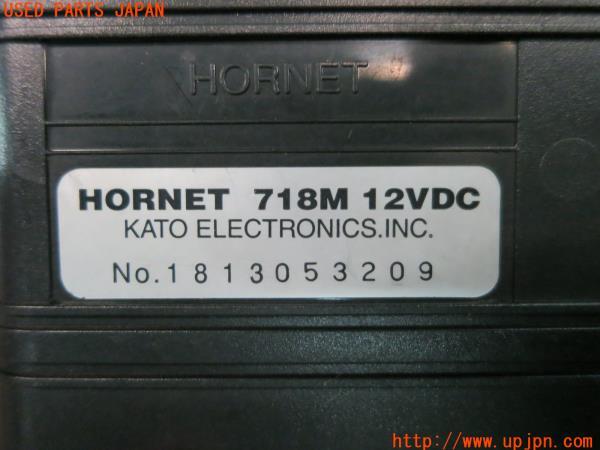 USED PARTS JAPAN
HORNET
HORNET 718M 12VDC
KATO ELECTRONICS.INC.
No.1813053209
http://www.upjpn.com/